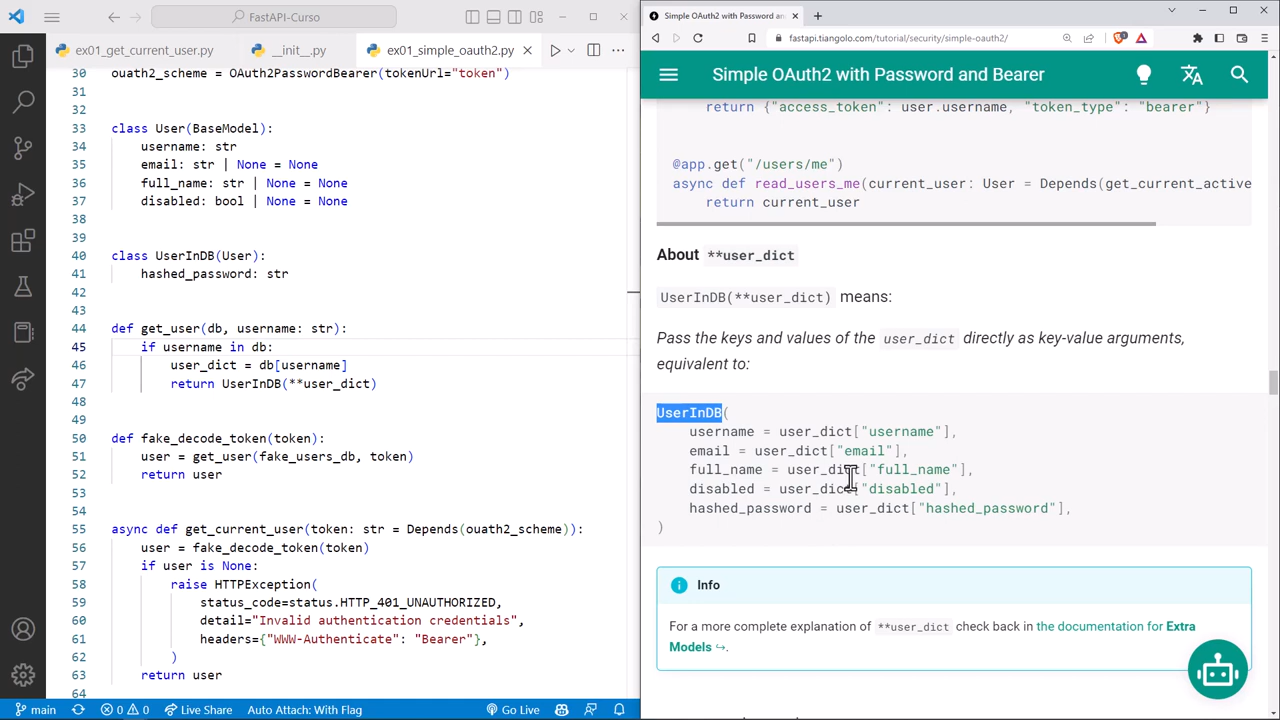 FastAPI-Curso
ex01_get_current_user.py
__init__.py
ex01_simple_oauth2.py
30 ouath2_scheme = OAuth2PasswordBearer(tokenUrl="token")
31
32
33 class User(BaseModel):
34 username: str
35 email: str | None = None
36 full_name: str | None = None
37 disabled: bool | None = None
38
39
40 class UserInDB(User):
41 hashed_password: str
42
43
44 def get_user(db, username: str):
45 if username in db:
46 user_dict = db[username]
47 return UserInDB(**user_dict)
48
49
50 def fake_decode_token(token):
51 user = get_user(fake_users_db, token)
52 return user
53
54
55 async def get_current_user(token: str = Depends(ouath2_scheme)):
56 user = fake_decode_token(token)
57 if user is None:
58 raise HTTPException(
59 status_code=status.HTTP_401_UNAUTHORIZED,
60 detail="Invalid authentication credentials",
61 headers={"WWW-Authenticate": "Bearer"},
62 )
63 return user
64
main
0 0
Live Share
Auto Attach: With Flag
Go Live
Simple OAuth2 with Password and
fastapi.tiangolo.com/tutorial/security/simple-oauth2/
Simple OAuth2 with Password and Bearer
return {"access_token": user.username, "token_type": "bearer"}
@app.get("/users/me")
async def read_users_me(current_user: User = Depends(get_current_active
return current_user
About **user_dict
UserInDB(**user_dict) means:
Pass the keys and values of the user_dict directly as key-value arguments,
equivalent to:
UserInDB(
username = user_dict["username"],
email = user_dict["email"],
full_name = user_dict["full_name"],
disabled = user_dict["disabled"],
hashed_password = user_dict["hashed_password"],
)
Info
For a more complete explanation of **user_dict check back in the documentation for Extra
Models ↪.